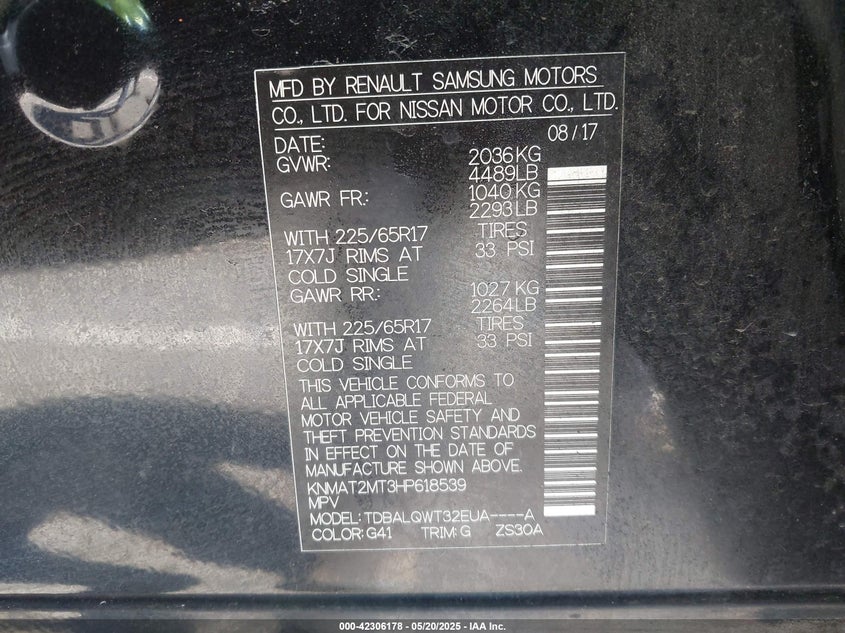 MFD BY RENAULT SAMSUNG MOTORS
CO., LTD. FOR NISSAN MOTOR CO., LTD.
DATE: 08/17
GVWR: 2036KG
4489LB
GAWR FR: 1040KG
2293LB
WITH 225/65R17 TIRES
17X7J RIMS AT 33 PSI
COLD SINGLE
GAWR RR: 1027KG
2264LB
WITH 225/65R17 TIRES
17X7J RIMS AT 33 PSI
COLD SINGLE
THIS VEHICLE CONFORMS TO
ALL APPLICABLE FEDERAL
MOTOR VEHICLE SAFETY AND
THEFT PREVENTION STANDARDS
IN EFFECT ON THE DATE OF
MANUFACTURE SHOWN ABOVE.
KNMAT2MT3HP618539
MPV
MODEL: TDBALQWT32EUA----A
COLOR: G41 TRIM: G ZS30A
000-42306178 - 05/20/2025 - IAA Inc.